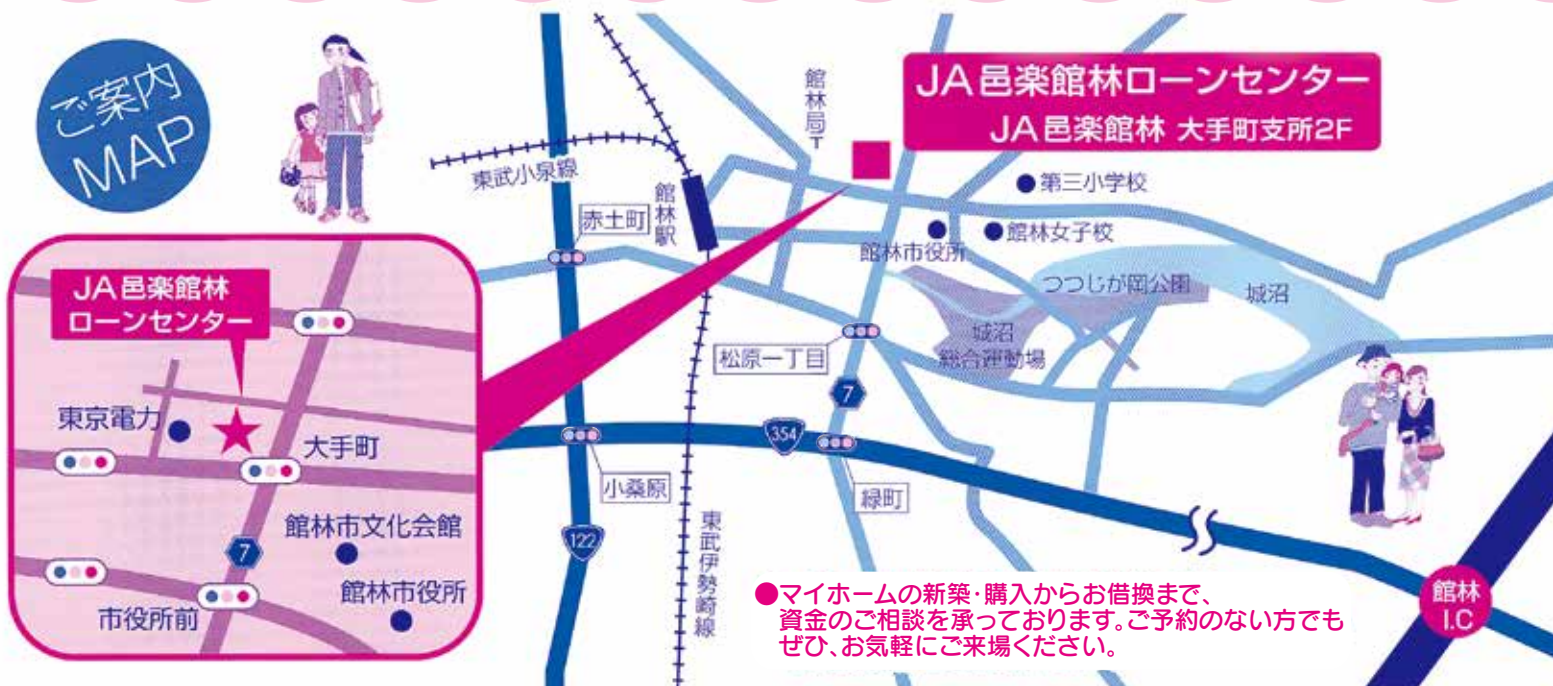 ご案内
MAP
JA邑楽館林ローンセンター
JA邑楽館林 大手町支所2F
館林局〒
東武小泉線
館林駅
赤土町
第三小学校
館林市役所
館林女子校
つつじが岡公園
城沼
城沼
総合運動場
松原一丁目
7
354
小桑原
緑町
122
東武伊勢崎線
館林
I.C
JA邑楽館林
ローンセンター
東京電力
大手町
館林市文化会館
7
館林市役所
市役所前
●マイホームの新築・購入からお借換まで、
資金のご相談を承っております。ご予約のない方でも
ぜひ、お気軽にご来場ください。